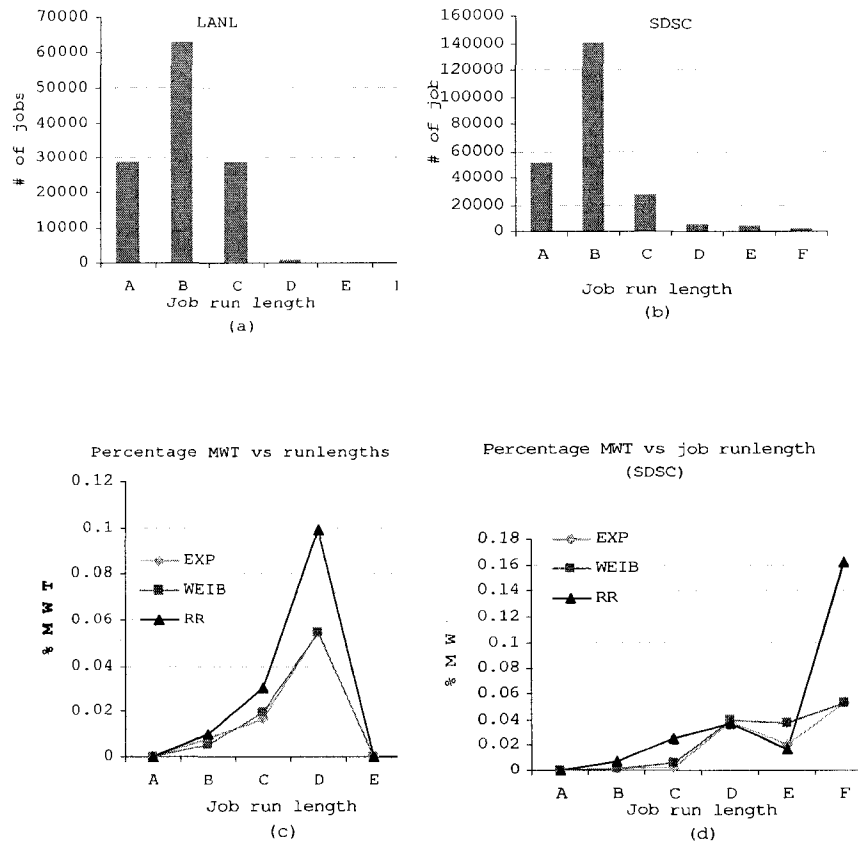 LANL
70000
60000
50000
40000
30000
20000
10000
0
# of jobs
A B C D E
Job run length
(a)
SDSC
160000
140000
120000
100000
80000
60000
40000
20000
0
# of job
A B C D E F
Job run length
(b)
Percentage MWT vs runlengths
0.12
0.1
0.08
0.06
0.04
0.02
0
% M W T
EXP
WEIB
RR
A B C D E
Job run length
(c)
Percentage MWT vs job runlength
(SDSC)
0.18
0.16
0.14
0.12
0.1
0.08
0.06
0.04
0.02
0
% M W
EXP
WEIB
RR
A B C D E F
Job run length
(d)